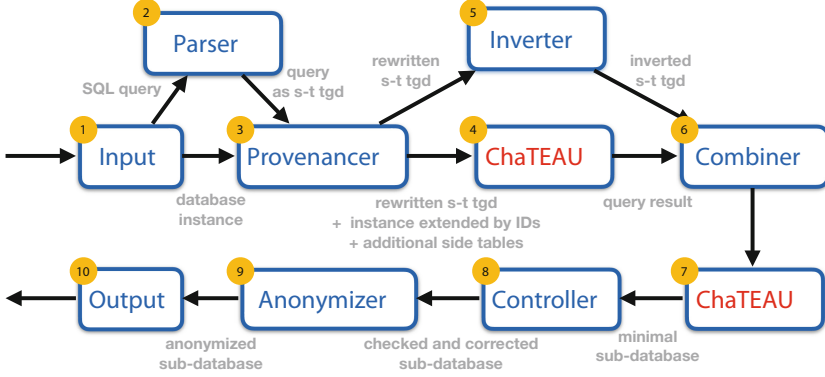 2
Parser
5
Inverter
SQL query
query
as s-t tgd
rewritten
s-t tgd
inverted
s-t tgd
1
Input
3
Provenancer
4
ChaTEAU
6
Combiner
database
instance
rewritten s-t tgd
+ instance extended by IDs
+ additional side tables
query result
10
Output
9
Anonymizer
8
Controller
7
ChaTEAU
anonymized
sub-database
checked and corrected
sub-database
minimal
sub-database